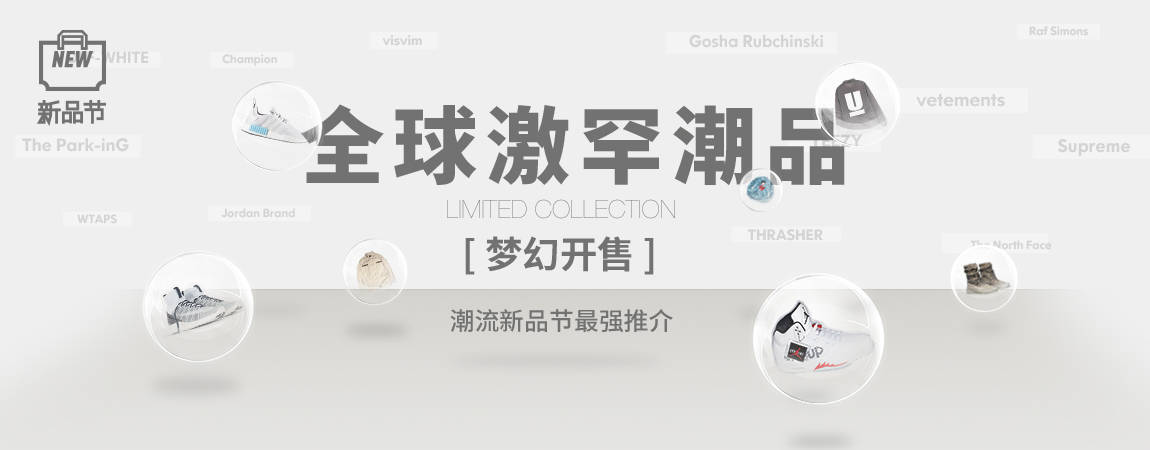 NEW
新品节
-WHITE
Champion
visvim
Gosha Rubchinski
Raf Simons
vetements
The Park-inG
Supreme
全球激罕潮品
U
YEEZY
LIMITED COLLECTION
WTAPS
Jordan Brand
THRASHER
The North Face
[ 梦幻开售 ]
潮流新品节最强推介